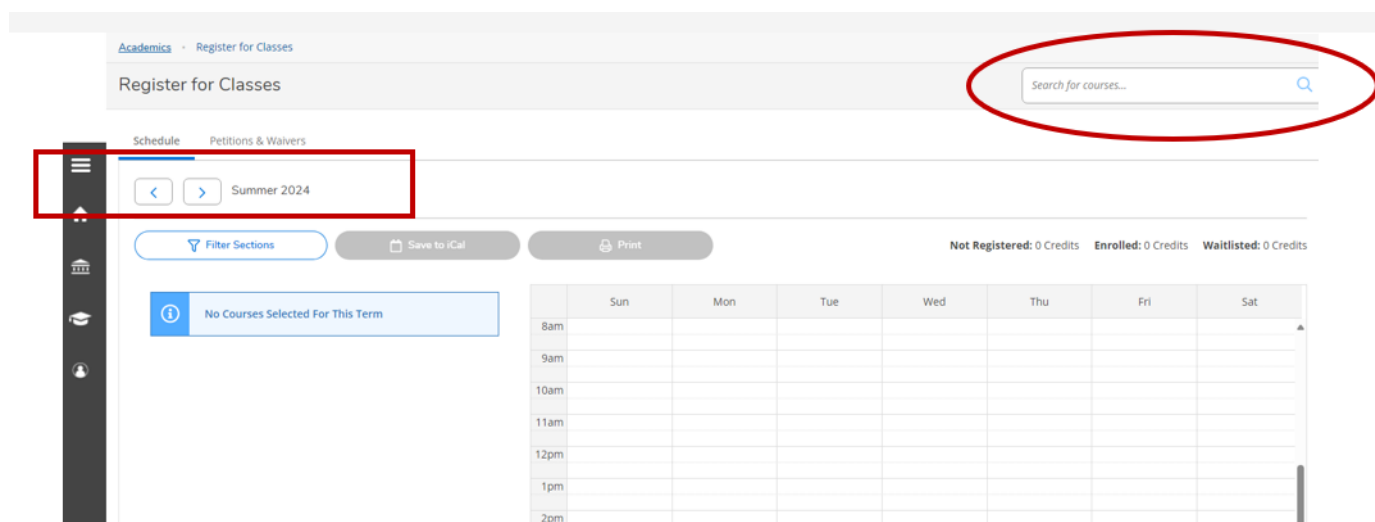 Academics · Register for Classes
Register for Classes
Search for courses...
Schedule Petitions & Waivers
Summer 2024
Filter Sections Save to iCal Print Not Registered: 0 Credits Enrolled: 0 Credits Waitlisted: 0 Credits
No Courses Selected For This Term
Sun Mon Tue Wed Thu Fri Sat
8am
9am
10am
11am
12pm
1pm
2pm